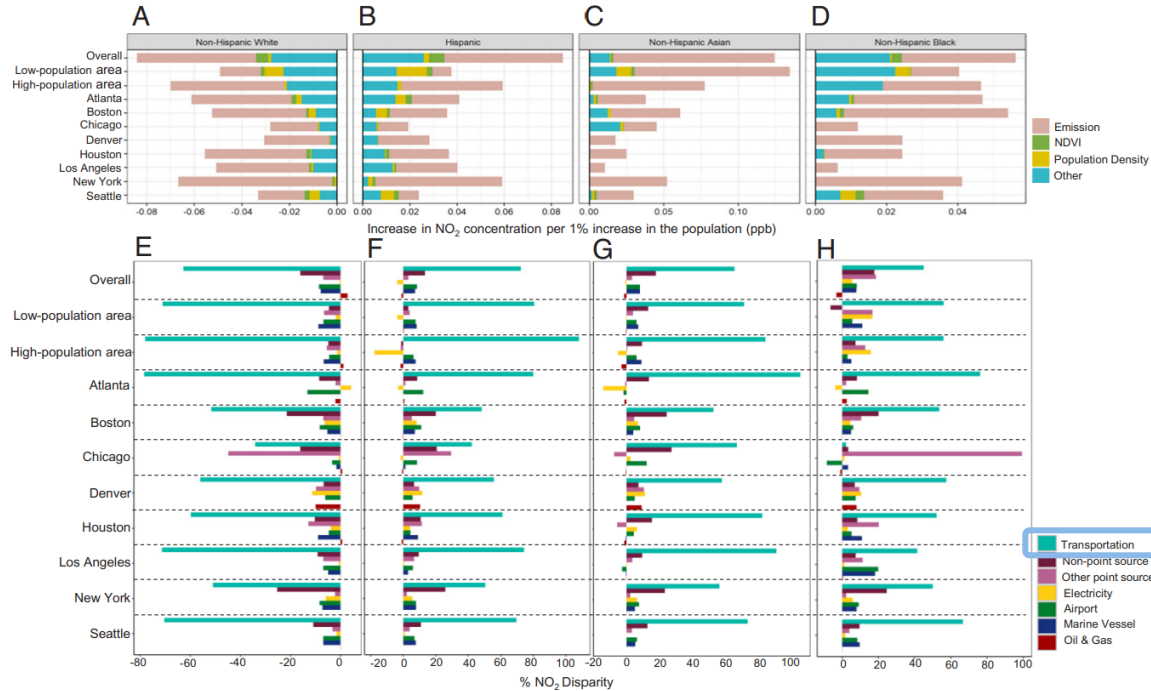 A
B
C
D
Non-Hispanic White
Hispanic
Non-Hispanic Asian
Non-Hispanic Black
Overall
Low-population area
High-population area
Atlanta
Boston
Chicago
Denver
Houston
Los Angeles
New York
Seattle
Emission
NDVI
Population Density
Other
-0.08 -0.06 -0.04 -0.02 0.00
0.00 0.02 0.04 0.06 0.08
0.00 0.05 0.10
0.00 0.04
Increase in NO2 concentration per 1% increase in the population (ppb)
E
F
G
H
Overall
Low-population area
High-population area
Atlanta
Boston
Chicago
Denver
Houston
Los Angeles
New York
Seattle
Transportation
Non-point source
Other point source
Electricity
Airport
Marine Vessel
Oil & Gas
-80 -60 -40 -20 0
-20 0 20 40 60 80 100
-20 0 20 40 60 80 100
0 20 40 60 80 100
% NO2 Disparity